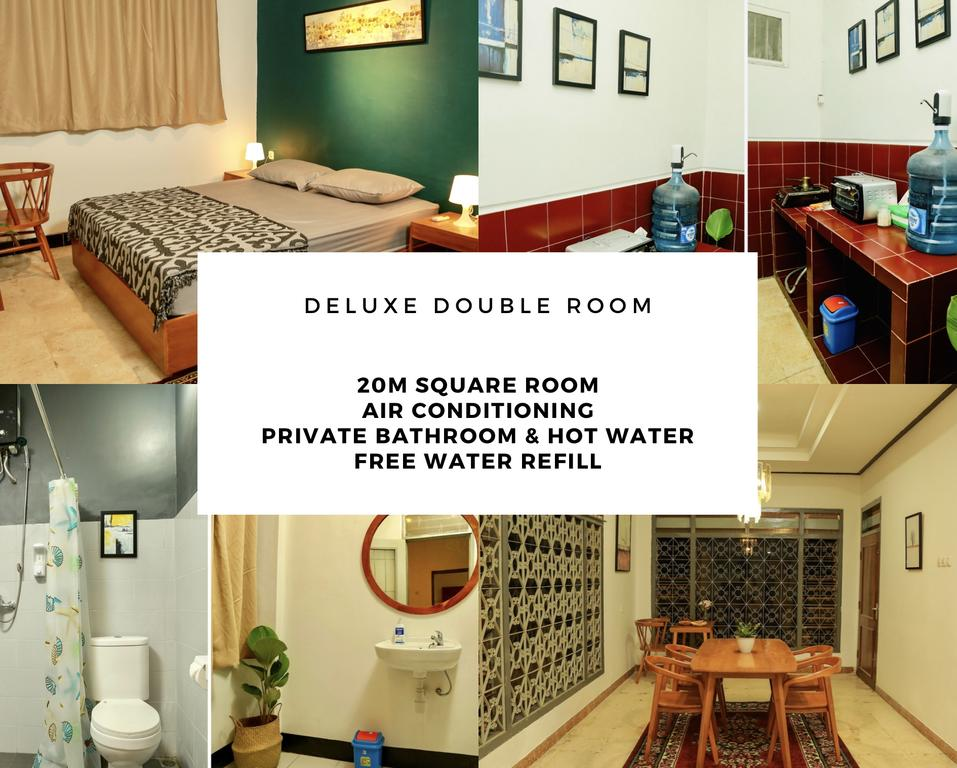 DELUXE DOUBLE ROOM
20M SQUARE ROOM
AIR CONDITIONING
PRIVATE BATHROOM & HOT WATER
FREE WATER REFILL